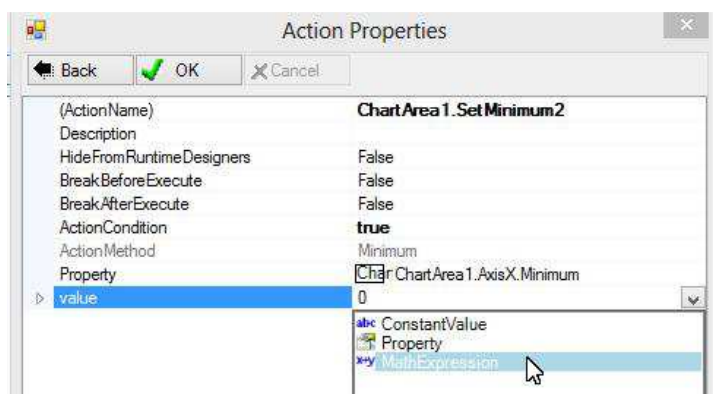 Action Properties
Back OK Cancel
(ActionName) ChartArea1.SetMinimum2
Description
HideFromRuntimeDesigners False
BreakBeforeExecute False
BreakAfterExecute False
ActionCondition true
ActionMethod Minimum
Property Char ChartArea1.AxisX.Minimum
value 0
abc ConstantValue
Property
x+y MathExpression